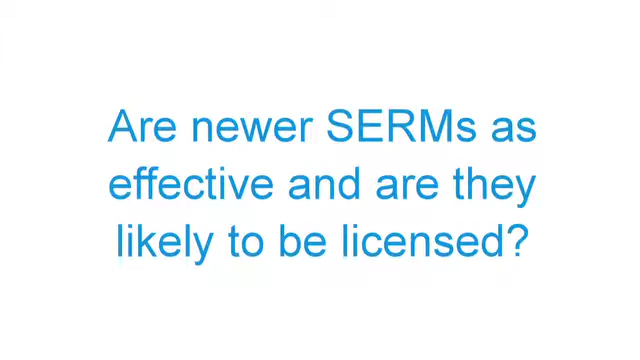 Are newer SERMs as
effective and are they
likely to be licensed?